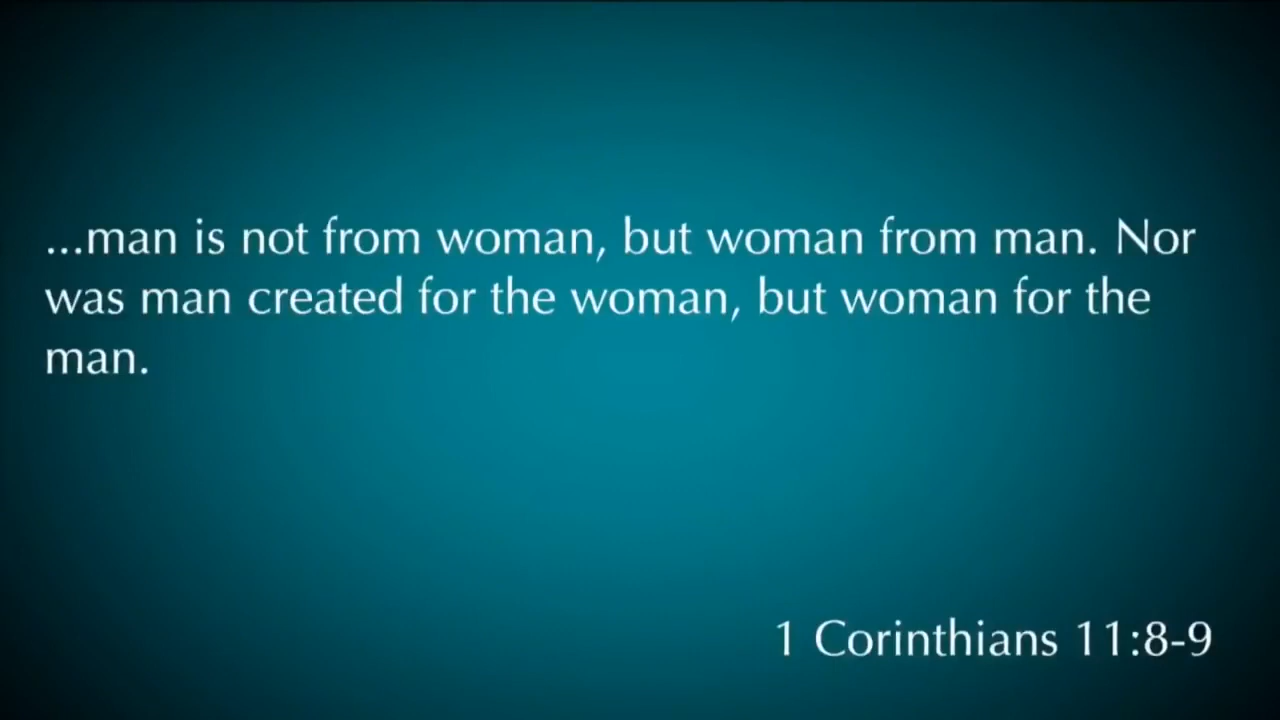 ...man is not from woman, but woman from man. Nor
was man created for the woman, but woman for the
man.
1 Corinthians 11:8-9